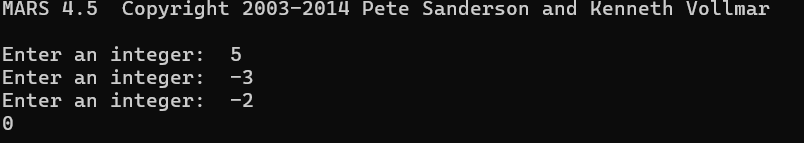 MARS 4.5  Copyright 2003-2014 Pete Sanderson and Kenneth Vollmar
Enter an integer:  5
Enter an integer:  -3
Enter an integer:  -2
0